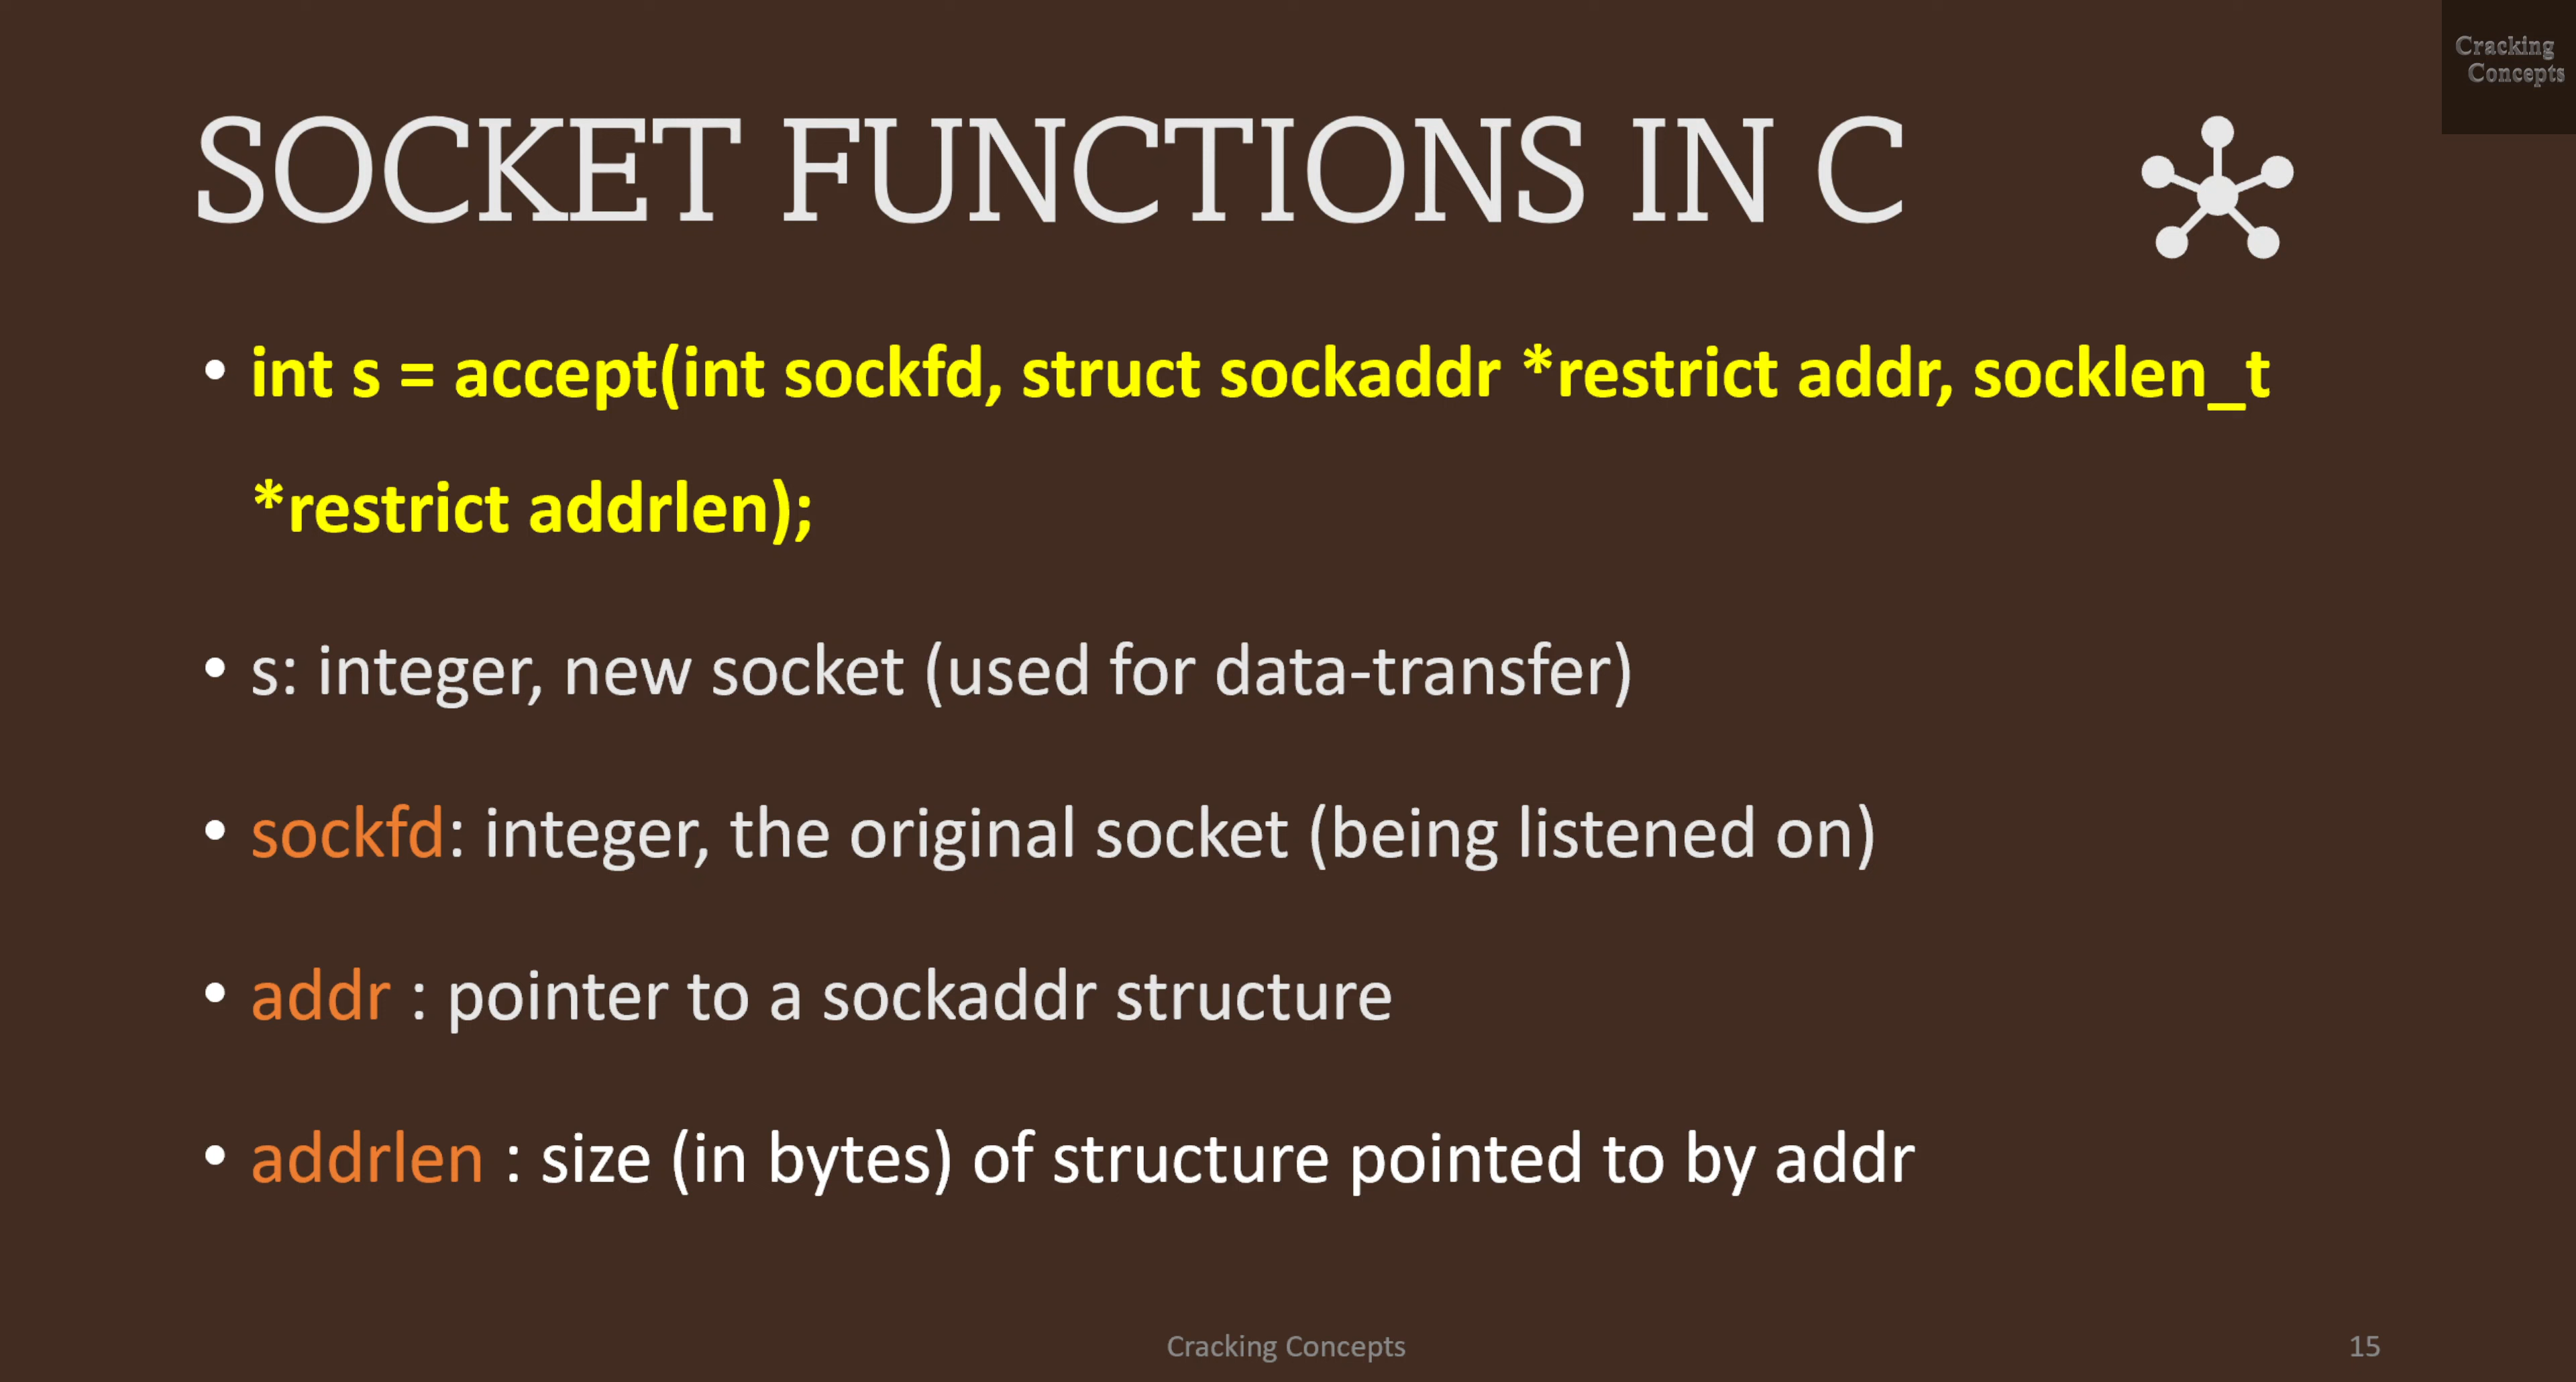 Cracking
Concepts
SOCKET FUNCTIONS IN C
• int s = accept(int sockfd, struct sockaddr *restrict addr, socklen_t
*restrict addrlen);
• s: integer, new socket (used for data-transfer)
• sockfd: integer, the original socket (being listened on)
• addr : pointer to a sockaddr structure
• addrlen : size (in bytes) of structure pointed to by addr
Cracking Concepts
15